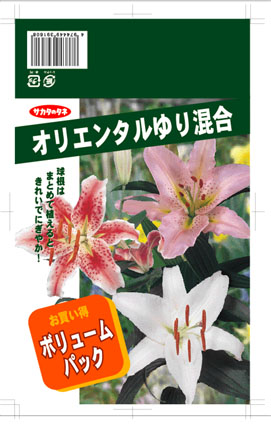 サカタのタネ
オリエンタルゆり混合
球根は
まとめて植えると
きれいでにぎやか!
お買い得
ボリューム
パック